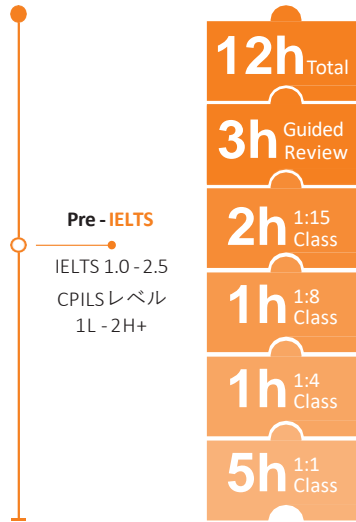 Pre - IELTS
IELTS 1.0 - 2.5
CPILSレベル
1L - 2H+
12h Total
3h Guided
Review
2h 1:15
Class
1h 1:8
Class
1h 1:4
Class
5h 1:1
Class